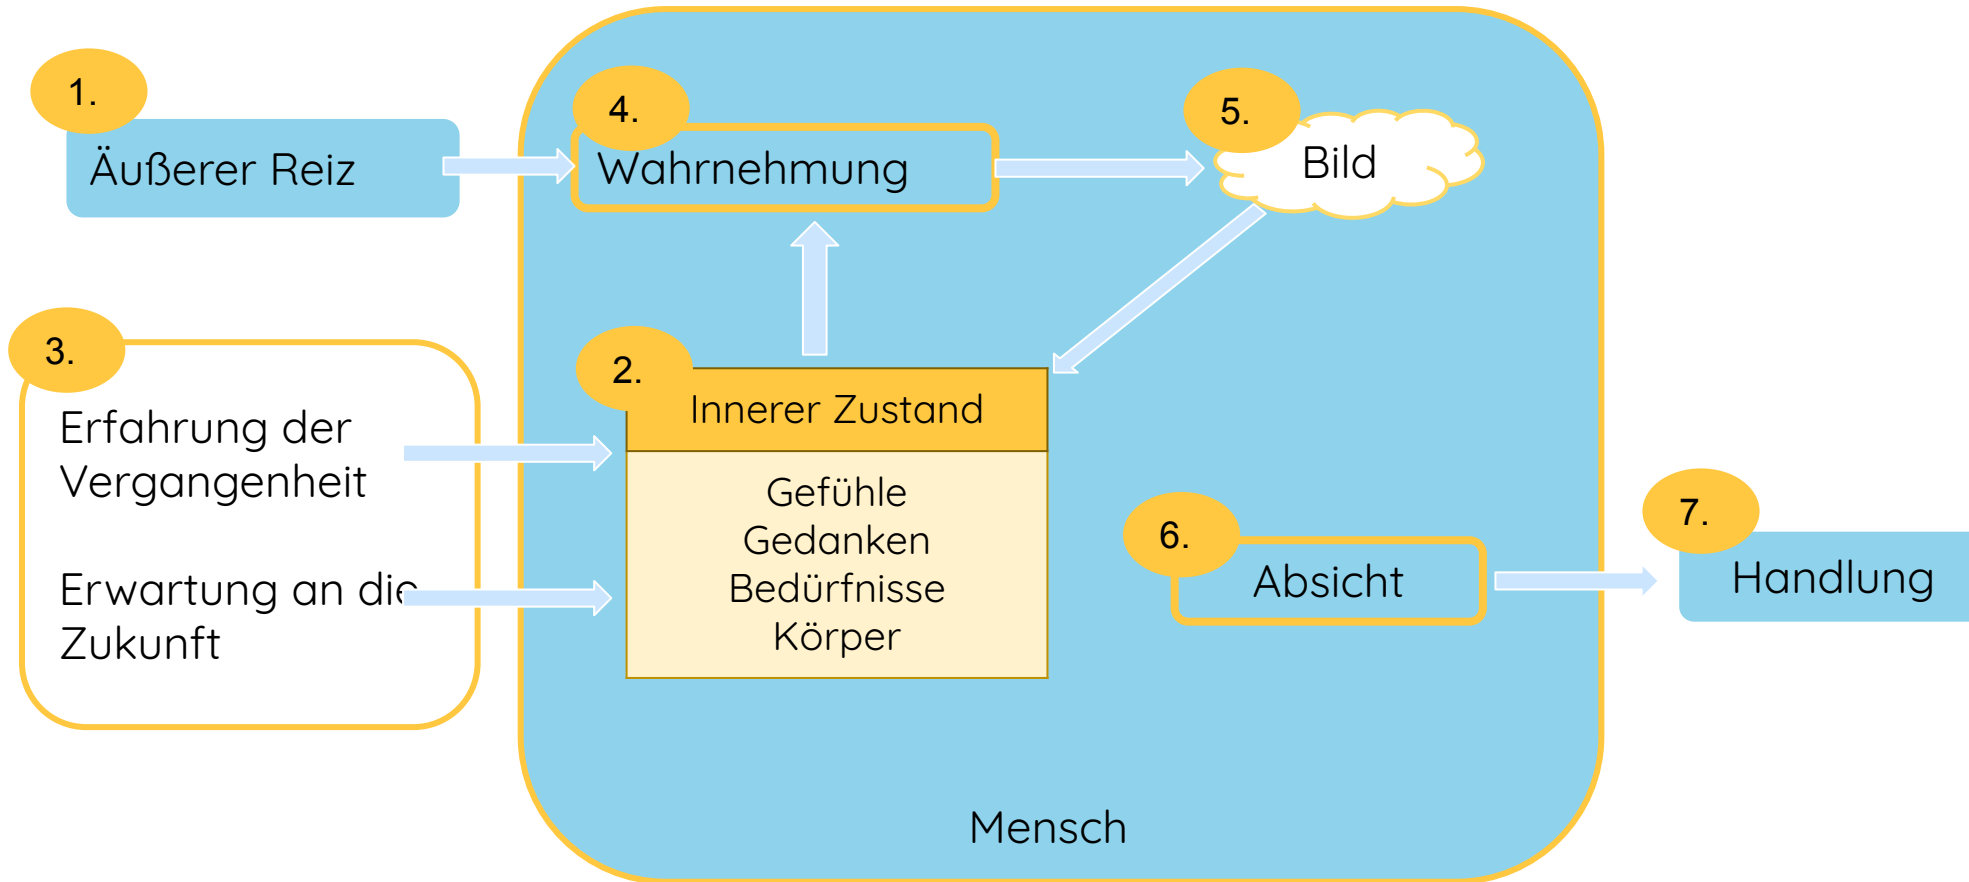 1.
Äußerer Reiz
4.
Wahrnehmung
5.
Bild
3.
Erfahrung der
Vergangenheit
Erwartung an die
Zukunft
2.
Innerer Zustand
Gefühle
Gedanken
Bedürfnisse
Körper
6.
Absicht
7.
Handlung
Mensch